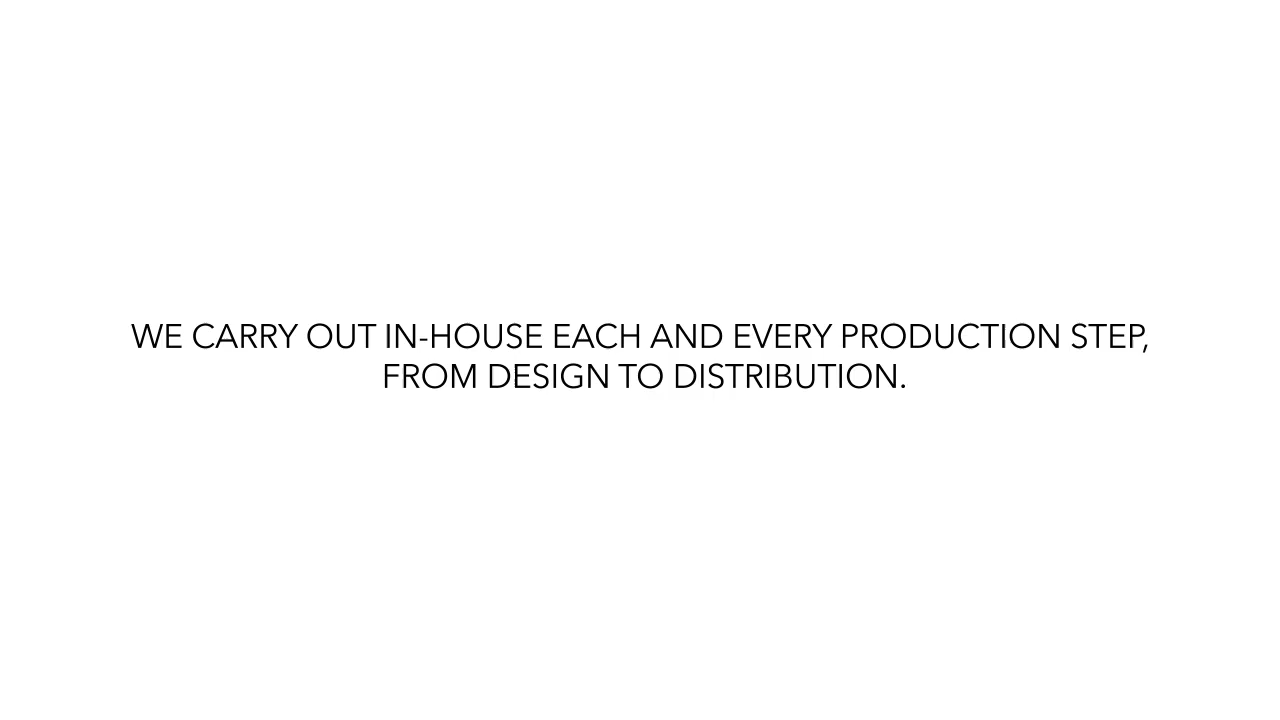 WE CARRY OUT IN-HOUSE EACH AND EVERY PRODUCTION STEP,
FROM DESIGN TO DISTRIBUTION.